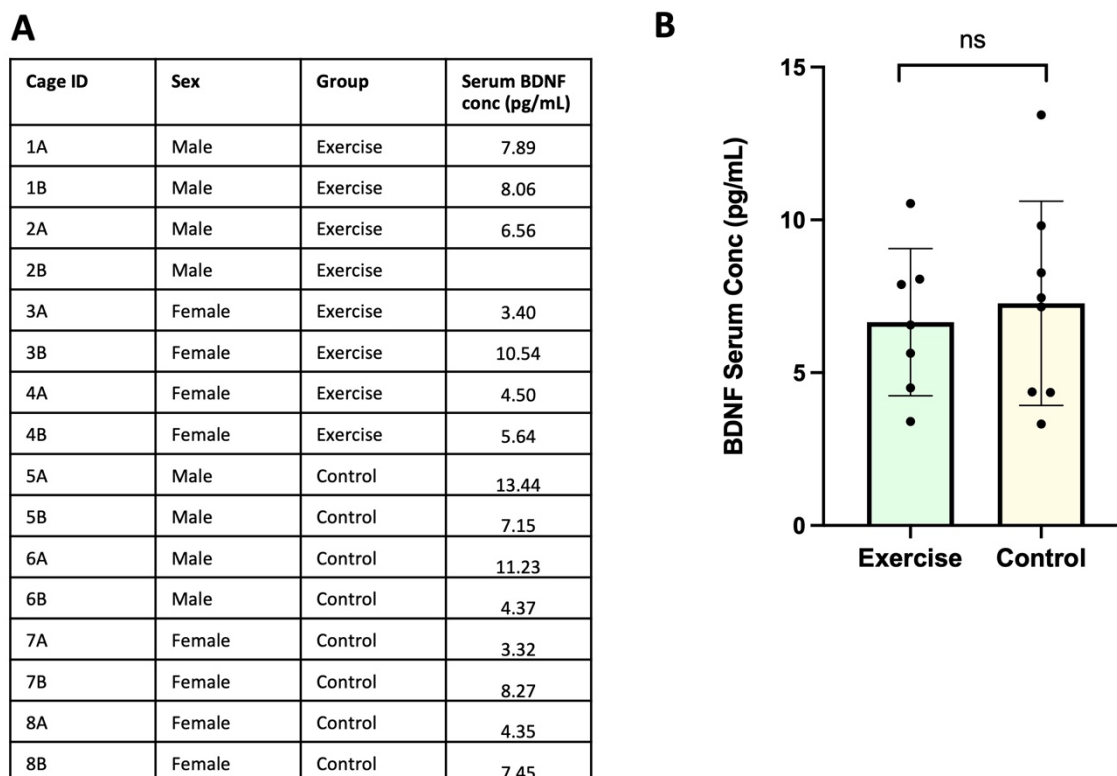 A
Cage ID Sex Group Serum BDNF
conc (pg/mL)
1A Male Exercise 7.89
1B Male Exercise 8.06
2A Male Exercise 6.56
2B Male Exercise
3A Female Exercise 3.40
3B Female Exercise 10.54
4A Female Exercise 4.50
4B Female Exercise 5.64
5A Male Control 13.44
5B Male Control 7.15
6A Male Control 11.23
6B Male Control 4.37
7A Female Control 3.32
7B Female Control 8.27
8A Female Control 4.35
8B Female Control 7.45
B
ns
15
10
5
0
BDNF Serum Conc (pg/mL)
Exercise Control